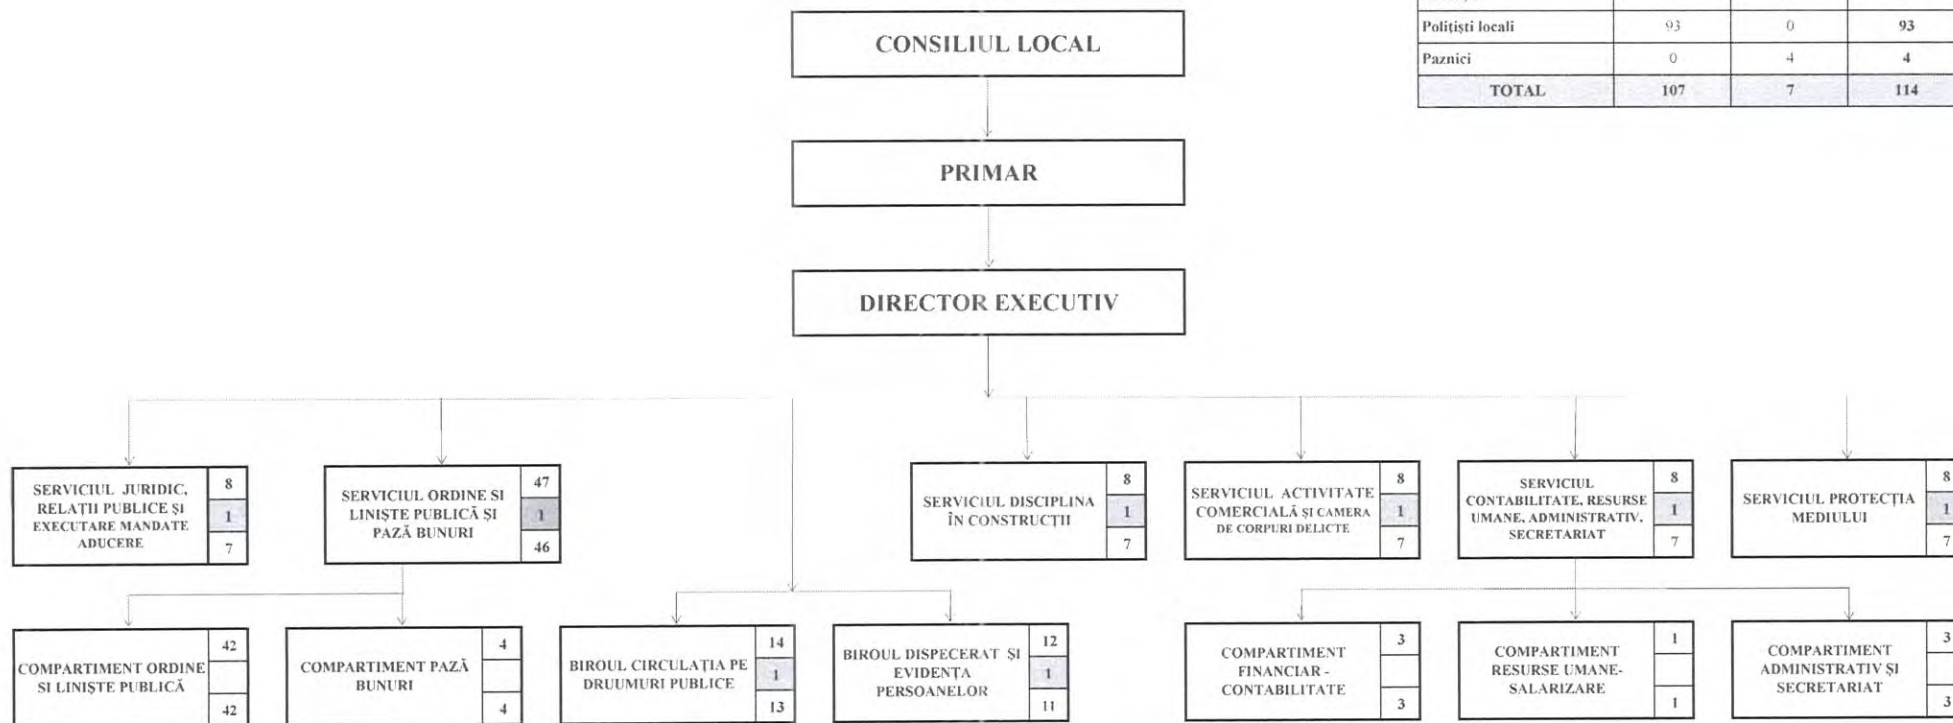 Polițiști locali 93 0 93
Paznici 0 4 4
TOTAL 107 7 114
CONSILIUL LOCAL
PRIMAR
DIRECTOR EXECUTIV
SERVICIUL JURIDIC,
RELAȚII PUBLICE ȘI
EXECUTARE MANDATE
ADUCERE
8
1
7
SERVICIUL ORDINE SI
LINIȘTE PUBLICĂ ȘI
PAZĂ BUNURI
47
1
46
SERVICIUL DISCIPLINA
ÎN CONSTRUCȚII
8
1
7
SERVICIUL ACTIVITATE
COMERCIALĂ ȘI CAMERA
DE CORPURI DELICTE
8
1
7
SERVICIUL
CONTABILITATE, RESURSE
UMANE, ADMINISTRATIV,
SECRETARIAT
8
1
7
SERVICIUL PROTECȚIA
MEDIULUI
8
1
7
COMPARTIMENT ORDINE
SI LINIȘTE PUBLICĂ
42
42
COMPARTIMENT PAZĂ
BUNURI
4
4
BIROUL CIRCULAȚIA PE
DRUUMURI PUBLICE
14
1
13
BIROUL DISPECERAT ȘI
EVIDENȚA
PERSOANELOR
12
1
11
COMPARTIMENT
FINANCIAR -
CONTABILITATE
3
3
COMPARTIMENT
RESURSE UMANE-
SALARIZARE
1
1
COMPARTIMENT
ADMINISTRATIV ȘI
SECRETARIAT
3
3